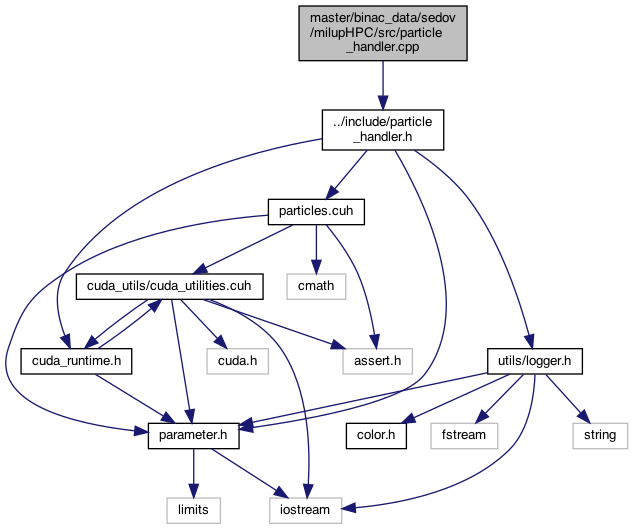 master/binac_data/sedov
/milupHPC/src/particle
_handler.cpp
../include/particle
_handler.h
particles.cuh
cuda_utils/cuda_utilities.cuh
cmath
cuda_runtime.h
cuda.h
assert.h
utils/logger.h
parameter.h
color.h
fstream
string
limits
iostream